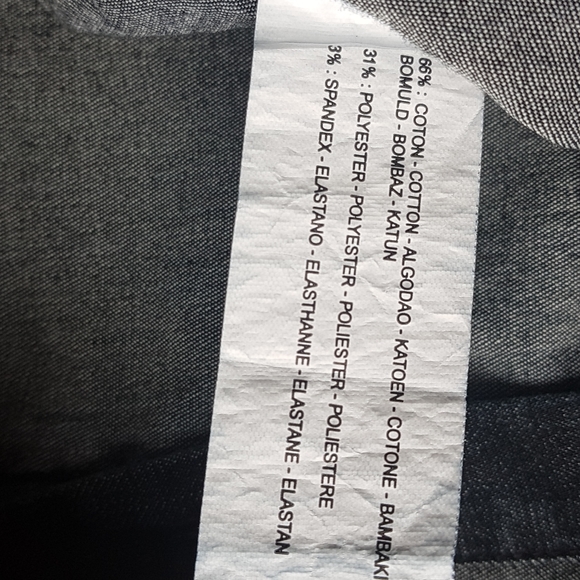 66% : COTON - COTTON - ALGODAO - KATOEN - COTONE - BAMBAKI
BOMULD - BOMBAZ - KATUN
31% : POLYESTER - POLYESTER - POLIESTER - POLIESTERE
3% : SPANDEX - ELASTANO - ELASTHANNE - ELASTANE - ELASTAN